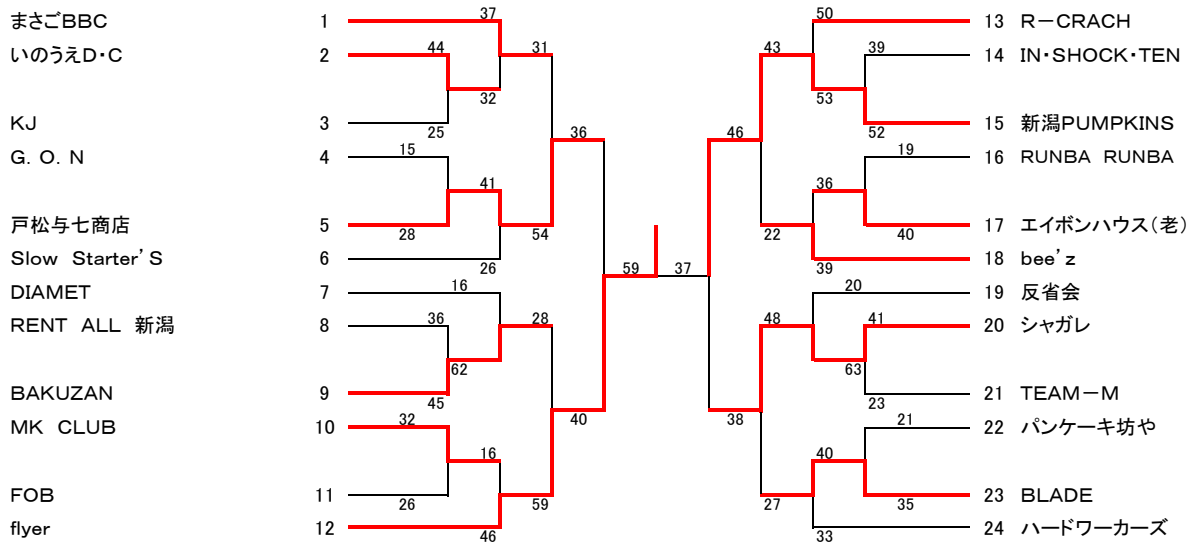 まさごBBC 1 37 50 13 R－CRACH
いのうえD・C 2 44 31 43 39 14 IN・SHOCK・TEN
32 53
KJ 3 25 36 46 52 15 新潟PUMPKINS
G．O．N 4 15 19 16 RUNBA RUNBA
41 36
戸松与七商店 5 28 54 22 40 17 エイボンハウス（老）
Slow Starter’S 6 26 39 18 bee’z
59 37
DIAMET 7 16 20 19 反省会
RENT ALL 新潟 8 36 28 48 41 20 シャガレ
62 63
BAKUZAN 9 45 23 21 TEAM－M
MK CLUB 10 32 40 38 21 22 パンケーキ坊や
16 40
FOB 11 26 59 27 35 23 BLADE
flyer 12 46 33 24 ハードワーカーズ